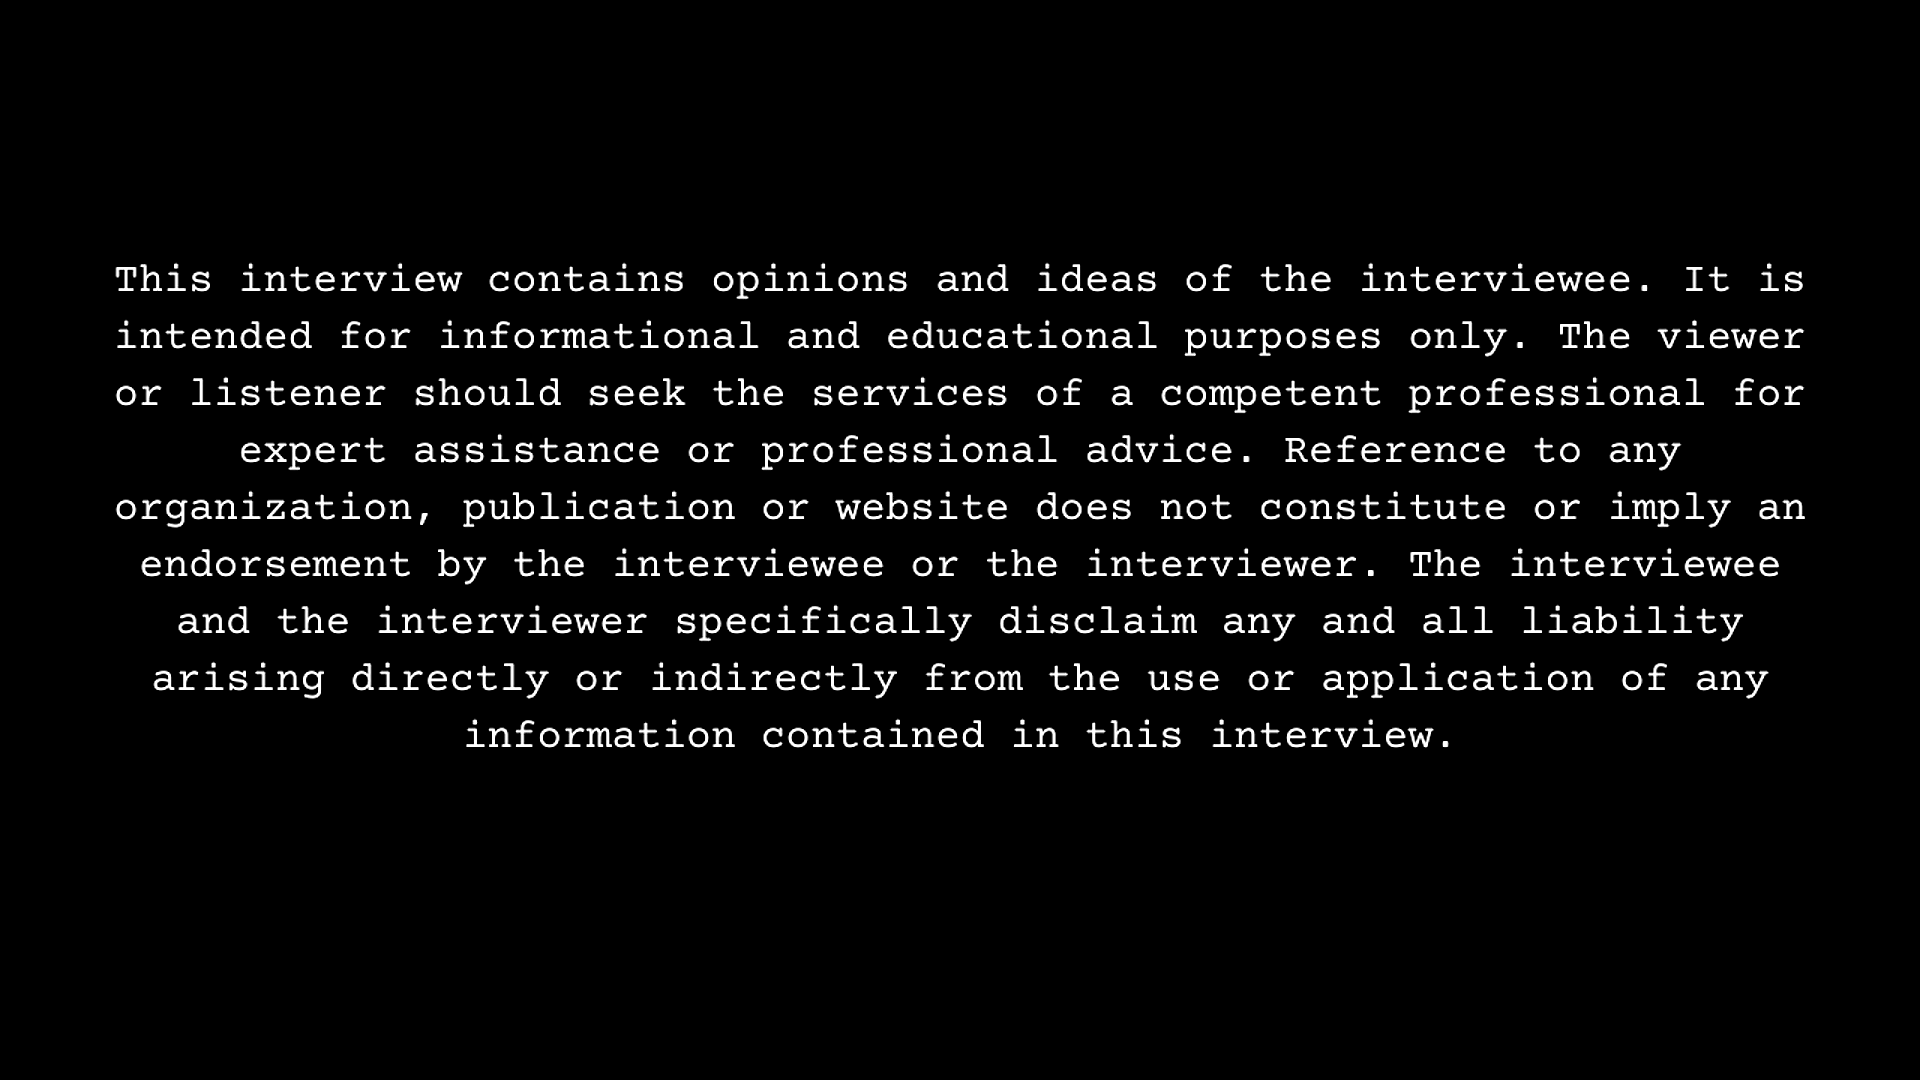 This interview contains opinions and ideas of the interviewee. It is
intended for informational and educational purposes only. The viewer
or listener should seek the services of a competent professional for
expert assistance or professional advice. Reference to any
organization, publication or website does not constitute or imply an
endorsement by the interviewee or the interviewer. The interviewee
and the interviewer specifically disclaim any and all liability
arising directly or indirectly from the use or application of any
information contained in this interview.